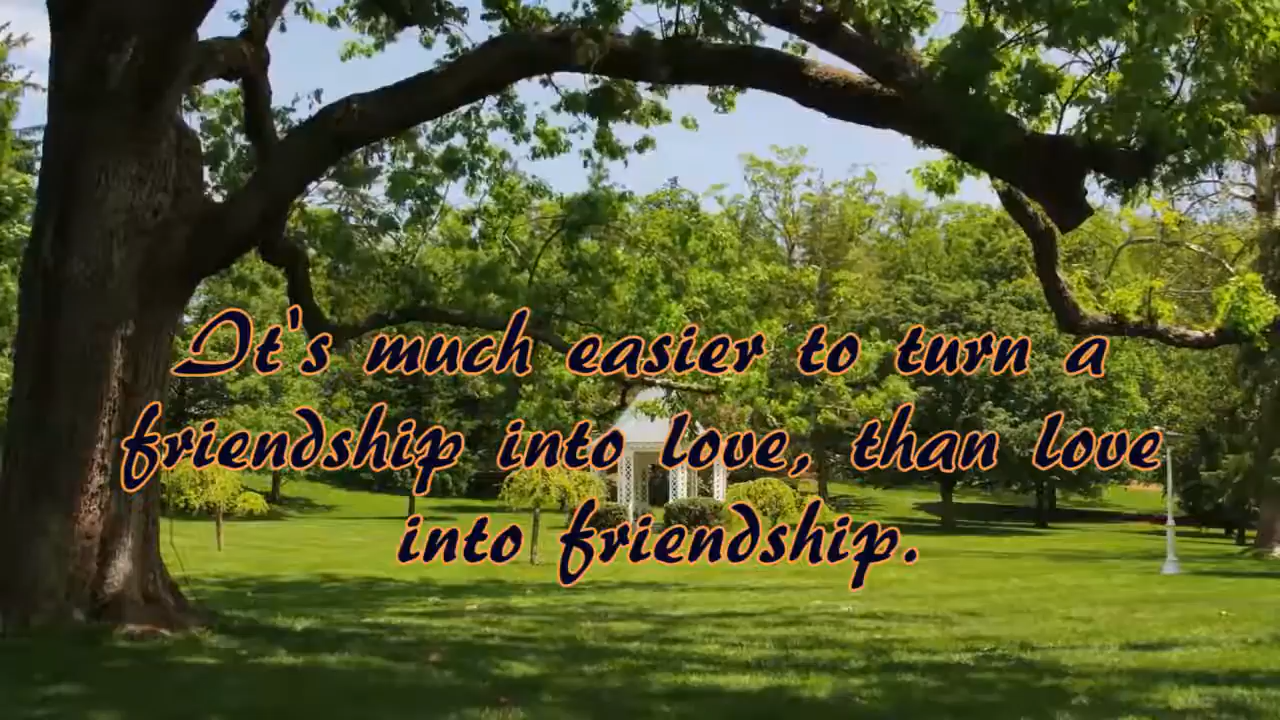 It's much easier to turn a
friendship into love, than love
into friendship.